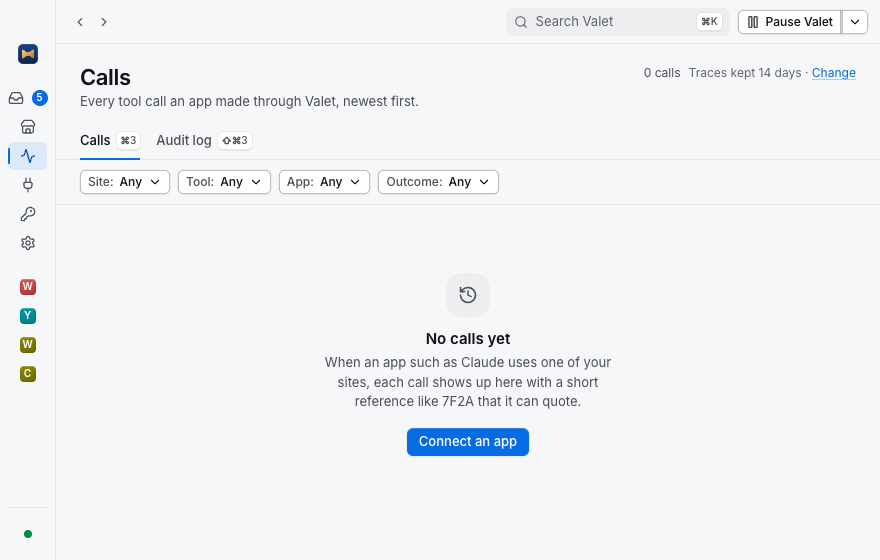 Search Valet
⌘K
Pause Valet
Calls
0 calls Traces kept 14 days · Change
Every tool call an app made through Valet, newest first.
5
Calls ⌘3 Audit log ⇧⌘3
Site: Any Tool: Any App: Any Outcome: Any
W
Y
W
C
No calls yet
When an app such as Claude uses one of your
sites, each call shows up here with a short
reference like 7F2A that it can quote.
Connect an app